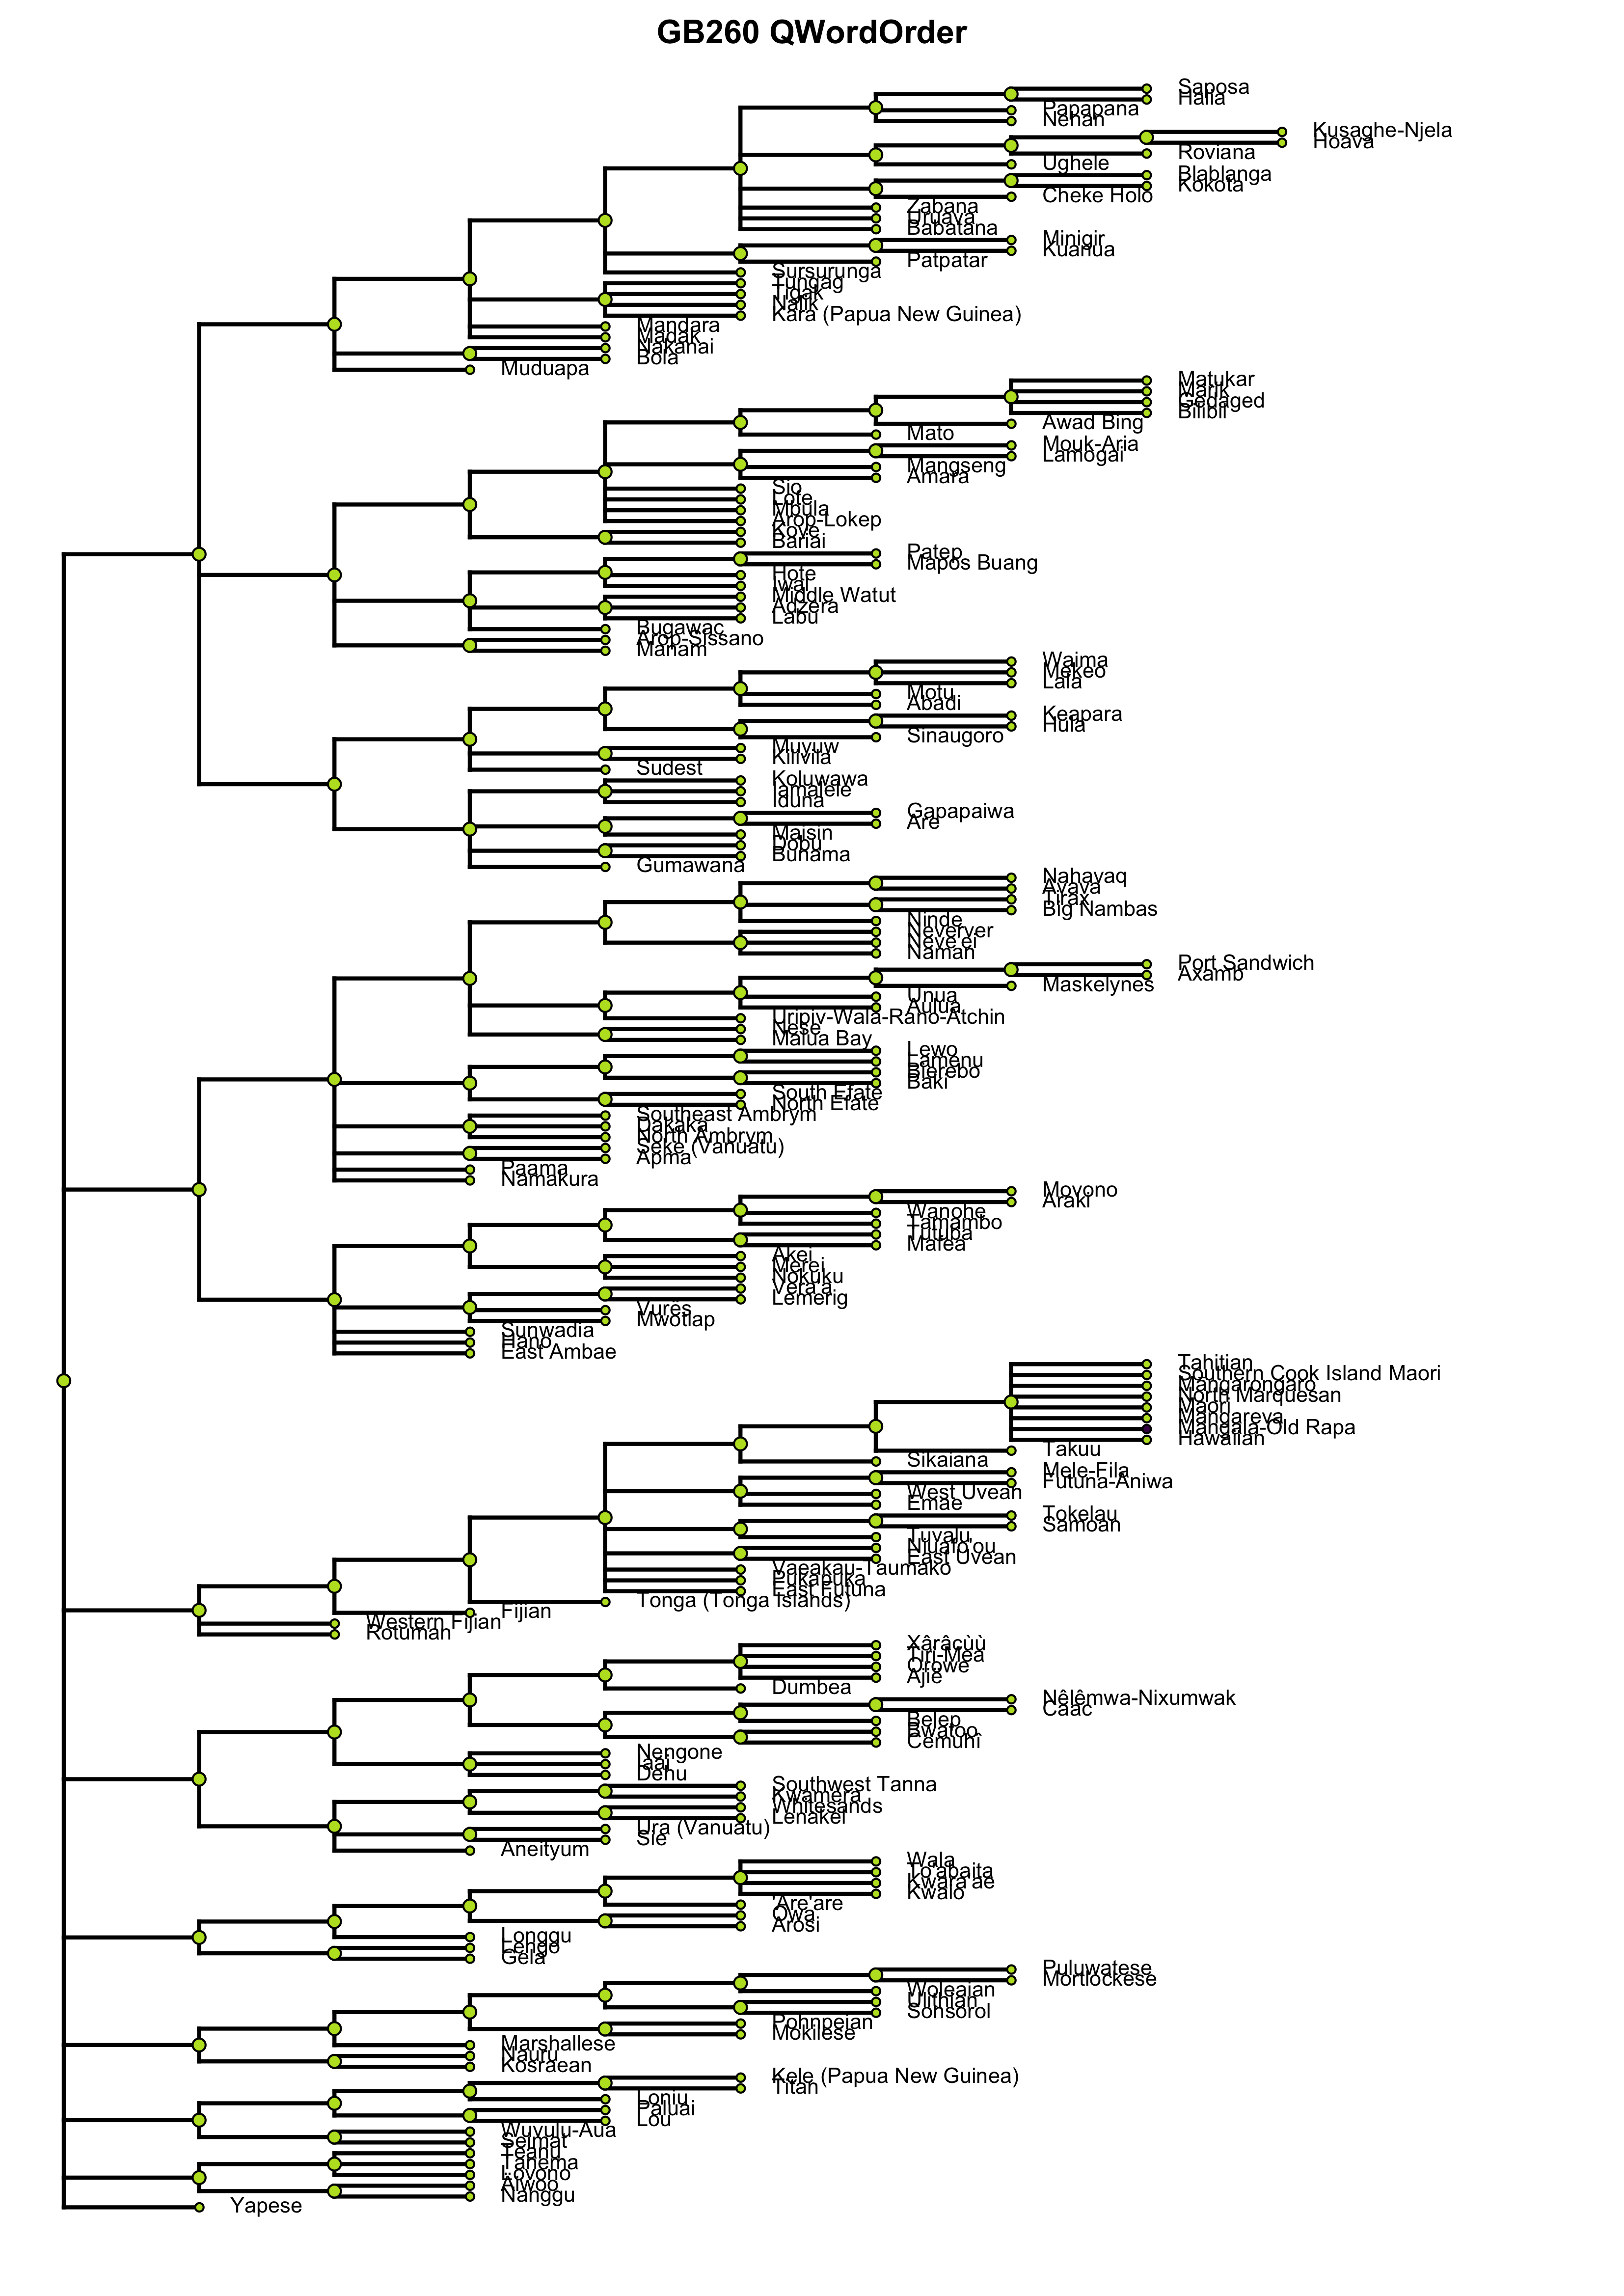 GB260 QWordOrder
Saposa
Halia
Papapana
Nehan
Kusaghe-Njela
Hoava
Roviana
Ughele
Blablanga
Kokota
Cheke Holo
Zabana
Uruava
Babatana
Minigir
Kuanua
Patpatar
Sursurunga
Tungag
Tigak
Nalik
Kara (Papua New Guinea)
Mandara
Madak
Nakanai
Bola
Muduapa
Matukar
Marik
Gedaged
Bilibil
Awad Bing
Mato
Mouk-Aria
Lamogai
Mangseng
Amara
Sio
Lote
Mbula
Arop-Lokep
Kove
Bariai
Patep
Mapos Buang
Hote
Iwal
Middle Watut
Adzera
Labu
Bugawac
Arop-Sissano
Manam
Waima
Mekeo
Lala
Motu
Abadi
Keapara
Hula
Sinaugoro
Muyuw
Kilivila
Sudest
Koluwawa
Iamalele
Iduna
Gapapaiwa
Are
Maisin
Dobu
Bunama
Gumawana
Nahavaq
Avava
Tirax
Big Nambas
Ninde
Neverver
Neve'ei
Naman
Port Sandwich
Axamb
Maskelynes
Unua
Aulua
Uripiv-Wala-Rano-Atchin
Nese
Malua Bay
Lewo
Lamenu
Bierebo
Baki
South Efate
North Efate
Southeast Ambrym
Dakaka
North Ambrym
Seke (Vanuatu)
Apma
Paama
Namakura
Movono
Araki
Wanohe
Tamambo
Tutuba
Mafea
Akei
Merei
Nokuku
Vera'a
Lemerig
Vurës
Mwotlap
Sunwadia
Hano
East Ambae
Tahitian
Southern Cook Island Maori
Mangarongaro
North Marquesan
Maori
Mangareva
Mangaia-Old Rapa
Hawaiian
Takuu
Sikaiana
Mele-Fila
Futuna-Aniwa
West Uvean
Emae
Tokelau
Samoan
Tuvalu
Niuafo'ou
East Uvean
Vaeakau-Taumako
Pukapuka
East Futuna
Tonga (Tonga Islands)
Fijian
Western Fijian
Rotuman
Xârâcùù
Tiri-Mea
Orowe
Ajië
Dumbea
Nêlêmwa-Nixumwak
Caac
Belep
Bwatoo
Cemuhî
Nengone
Iaai
Dehu
Southwest Tanna
Kwamera
Whitesands
Lenakel
Ura (Vanuatu)
Sie
Aneityum
Wala
To'abaita
Kwara'ae
Kwaio
'Are'are
Owa
Arosi
Longgu
Lengo
Gela
Puluwatese
Mortlockese
Woleaian
Ulithian
Sonsorol
Pohnpeian
Mokilese
Marshallese
Nauru
Kosraean
Kele (Papua New Guinea)
Titan
Loniu
Paluai
Lou
Wuvulu-Aua
Seimat
Teanu
Tanema
Lovono
Äiwoo
Nanggu
Yapese